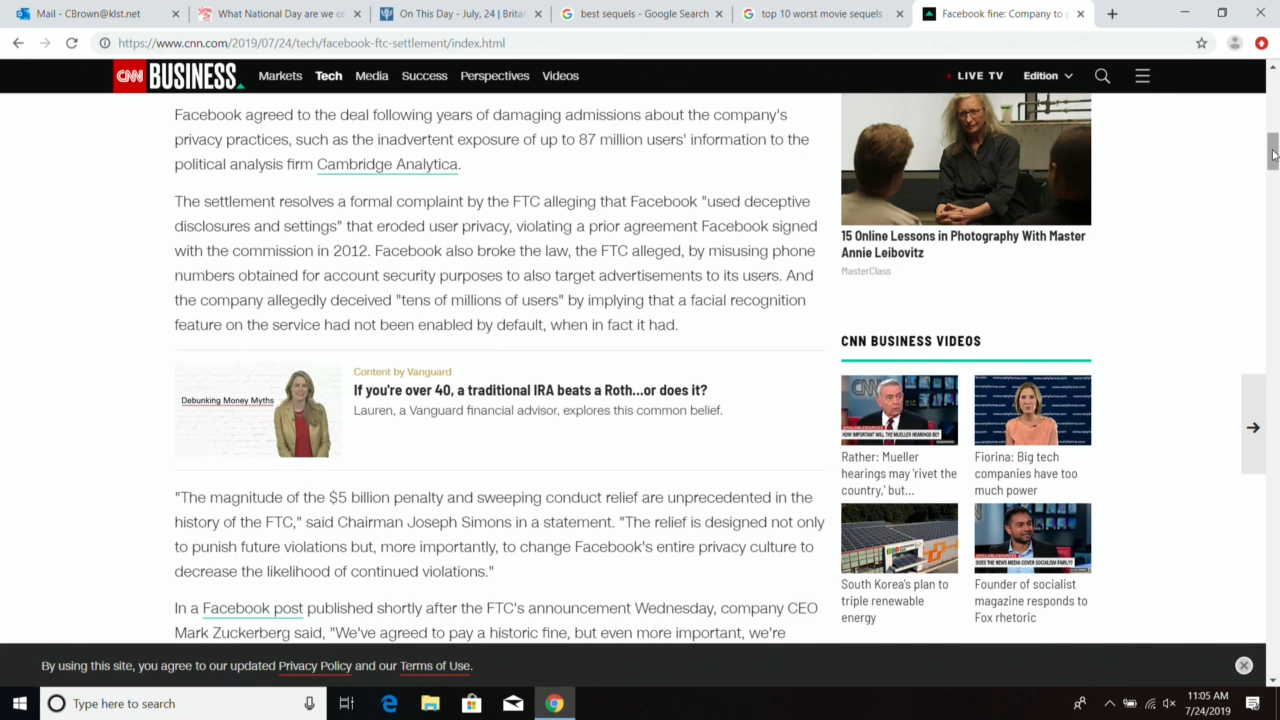 Mail - CBrown@klst.net
What National Day are we ce
On This Day - July, 24 | Britan
best sequels - Google Search
top 10 worst movie sequels -
Facebook fine: Company to p
https://www.cnn.com/2019/07/24/tech/facebook-ftc-settlement/index.html
CNN BUSINESS Markets Tech Media Success Perspectives Videos LIVE TV Edition
Facebook agreed to the following years of damaging admissions about the company's
privacy practices, such as the inadvertent exposure of up to 87 million users' information to the
political analysis firm Cambridge Analytica.
The settlement resolves a formal complaint by the FTC alleging that Facebook "used deceptive
disclosures and settings" that eroded user privacy, violating a prior agreement Facebook signed
with the common in 2012. Facebook also broke the law, the FTC alleged, by misusing phone
numbers obtained for account security purposes to also target advertisements to its users. And
the company allegedly deceived "tens of millions of users" by implying that a facial recognition
feature on the service had not been enabled by default, when in fact it had.
Debunking Money Myths
Content by Vanguard
're over 40, a traditional IRA beats a Roth...or does it?
Lauren, a Vanguard financial advisor, explores this common belief.
"The magnitude of the $5 billion penalty and sweeping conduct relief are unprecedented in the
history of the FTC," said Chairman Joseph Simons in a statement. "The relief is designed not only
to punish future violations but, more importantly, to change Facebook's entire privacy culture to
decrease the violations."
In a Facebook post published shortly after the FTC's announcement Wednesday, company CEO
Mark Zuckerberg said, "We've agreed to pay a historic fine, but even more important, we're
15 Online Lessons in Photography With Master
Annie Leibovitz
MasterClass
CNN BUSINESS VIDEOS
HOW IMPORTANT WILL THE MUELLER HEARINGS BE?
Rather: Mueller
hearings may 'rivet the
country,' but...
Fiorina: Big tech
companies have too
much power
DOES THE NEWS MEDIA COVER SOCIALISM FAIRLY?
South Korea's plan to
triple renewable
energy
Founder of socialist
magazine responds to
Fox rhetoric
By using this site, you agree to our updated Privacy Policy and our Terms of Use.
Type here to search
11:05 AM
7/24/2019